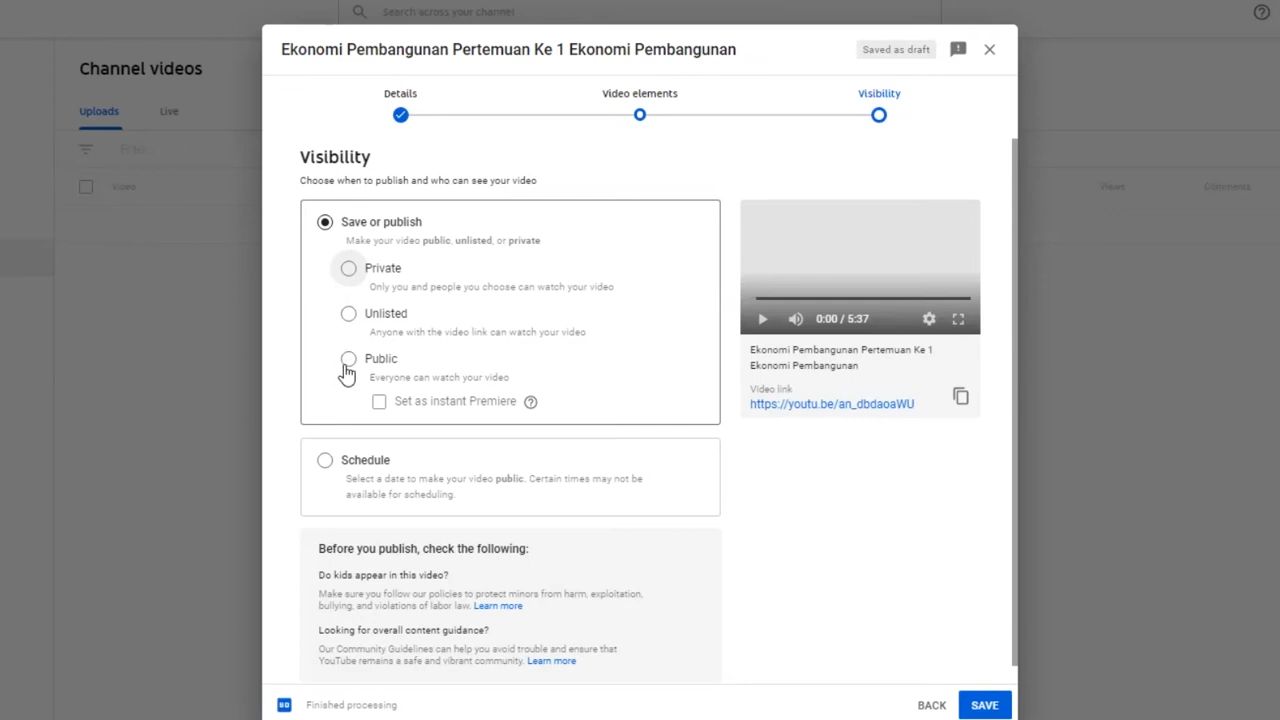 Search across your channel
Ekonomi Pembangunan Pertemuan Ke 1 Ekonomi Pembangunan
Saved as draft
Channel videos
Details
Video elements
Visibility
Uploads
Live
Filter
Video
Views
Comments
Visibility
Choose when to publish and who can see your video
Save or publish
Make your video public, unlisted, or private
Private
Only you and people you choose can watch your video
Unlisted
Anyone with the video link can watch your video
Public
Everyone can watch your video
Set as instant Premiere
Schedule
Select a date to make your video public. Certain times may not be
available for scheduling.
0:00 / 5:37
Ekonomi Pembangunan Pertemuan Ke 1
Ekonomi Pembangunan
Video link
https://youtu.be/an_dbdaoaWU
Before you publish, check the following:
Do kids appear in this video?
Make sure you follow our policies to protect minors from harm, exploitation,
bullying, and violations of labor law. Learn more
Looking for overall content guidance?
Our Community Guidelines can help you avoid trouble and ensure that
YouTube remains a safe and vibrant community. Learn more
SD
Finished processing
BACK
SAVE